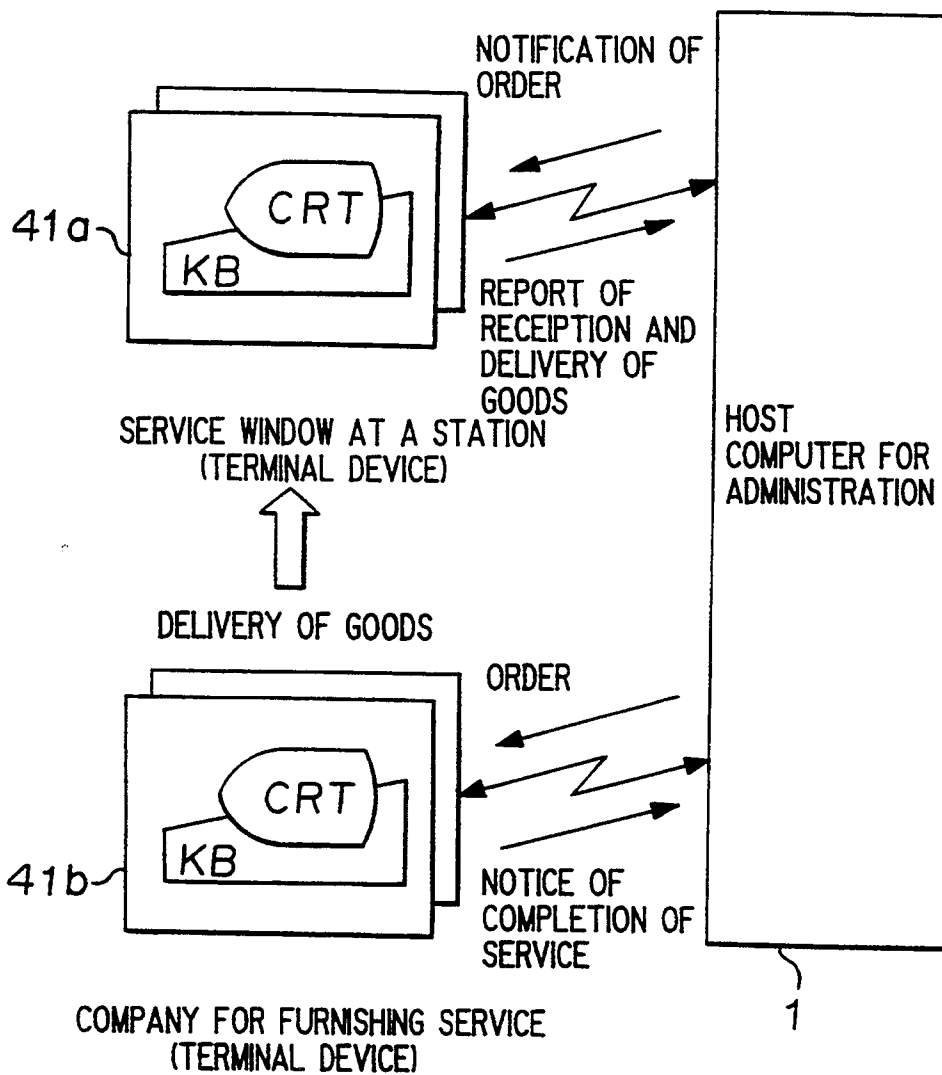 NOTIFICATION OF
ORDER
41a
CRT
KB
REPORT OF
RECEIPTION AND
DELIVERY OF
GOODS
SERVICE WINDOW AT A STATION
(TERMINAL DEVICE)
HOST
COMPUTER FOR
ADMINISTRATION
DELIVERY OF GOODS
ORDER
CRT
KB
41b
NOTICE OF
COMPLETION OF
SERVICE
1
COMPANY FOR FURNISHING SERVICE
(TERMINAL DEVICE)